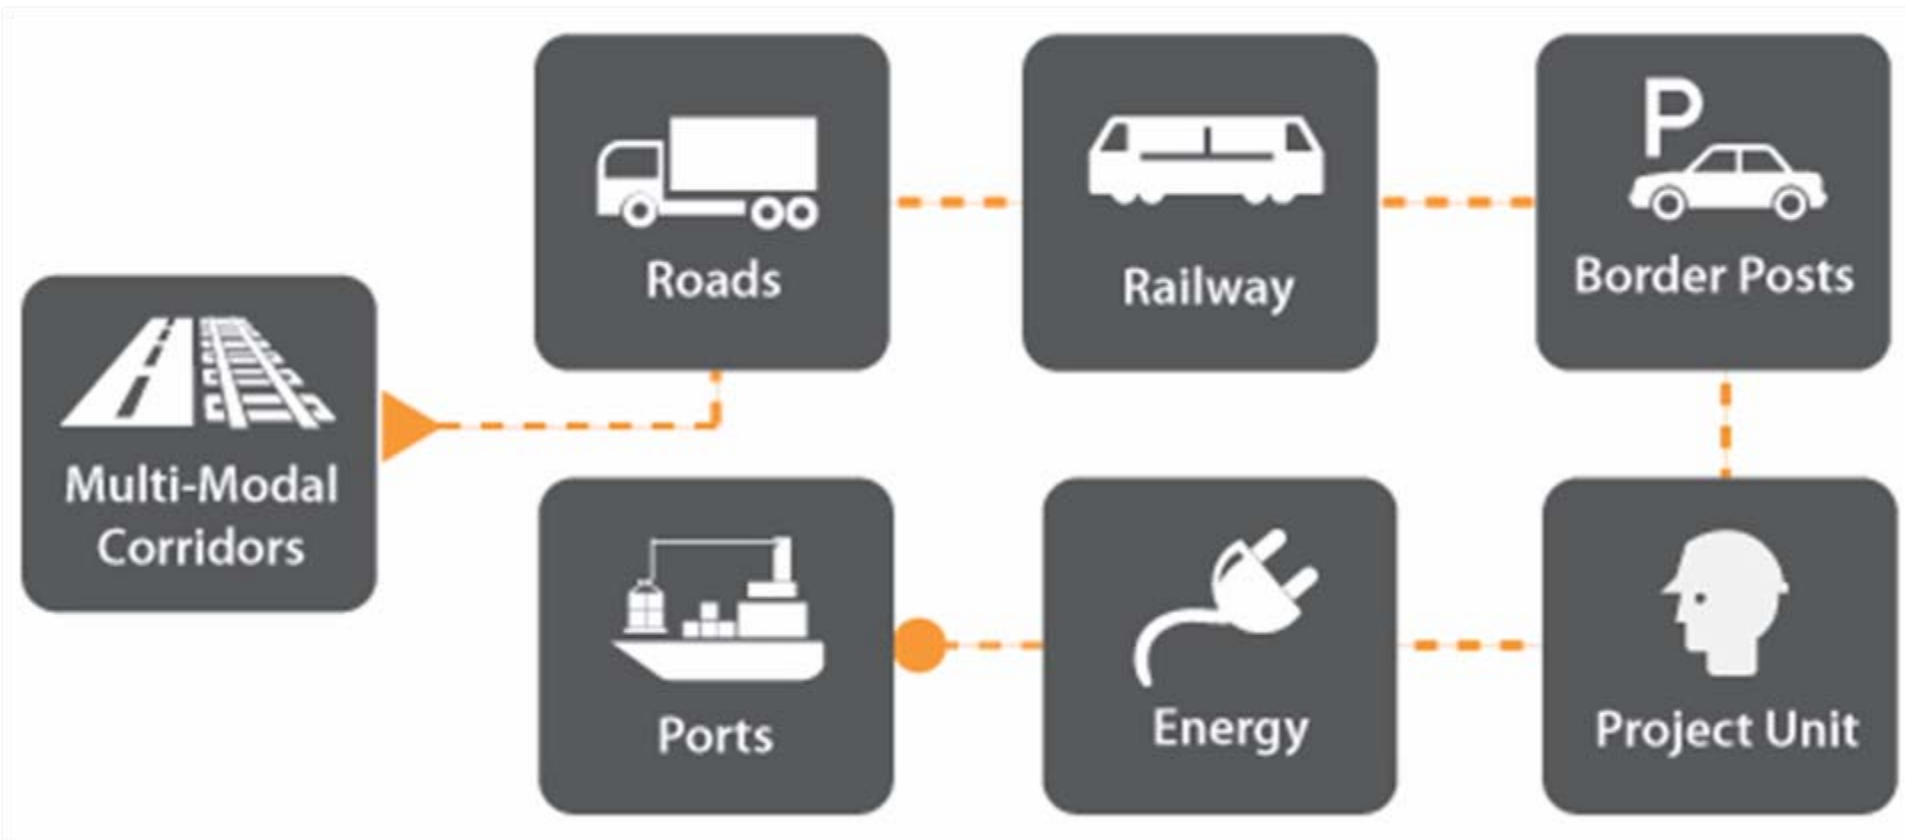 Multi-Modal
Corridors
Roads
Railway
P
Border Posts
Project Unit
Energy
Ports